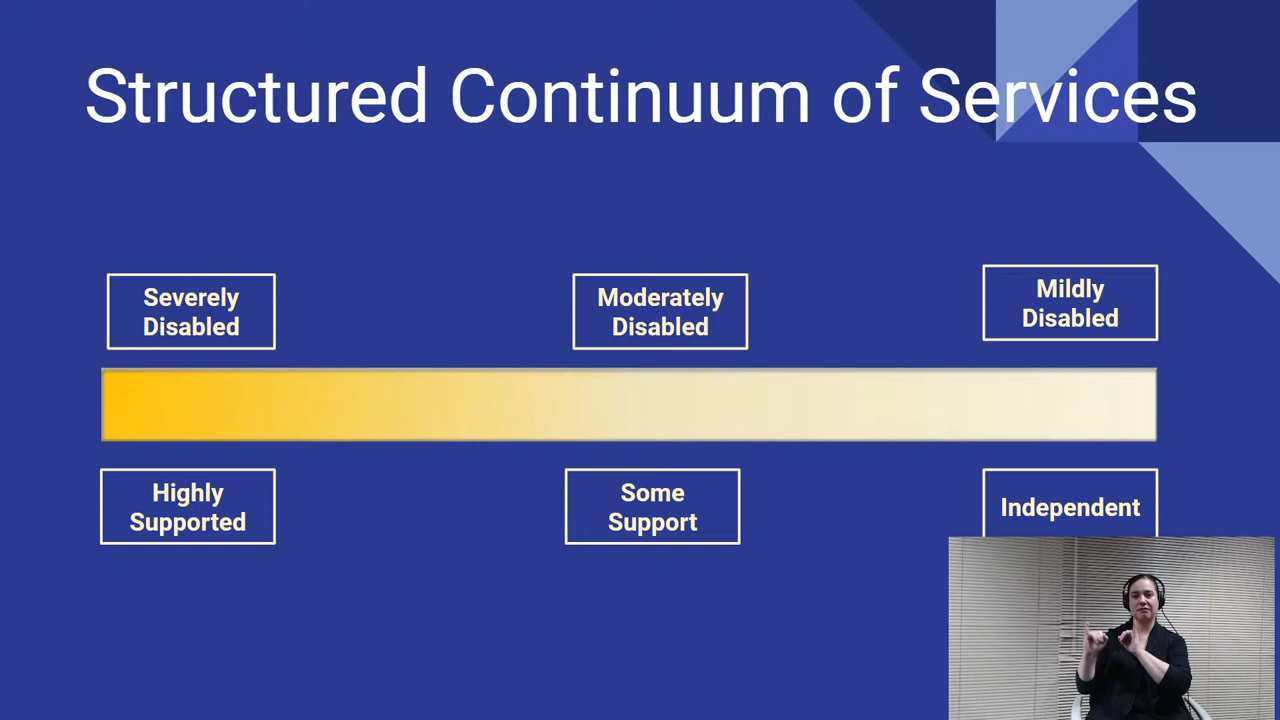 Structured Continuum of Services
Severely
Disabled
Moderately
Disabled
Mildly
Disabled
Highly
Supported
Some
Support
Independent